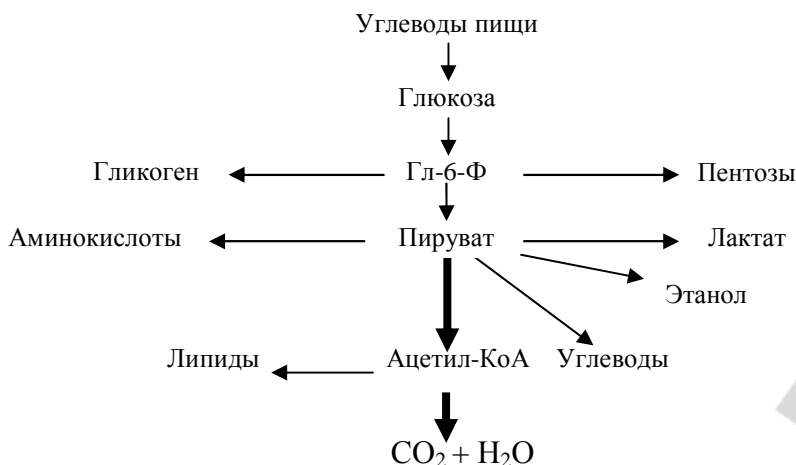 Углеводы пищи
Глюкоза
Гликоген Гл-6-Ф Пентозы
Аминокислоты Пируват Лактат
Этанол
Липиды Ацетил-КоА Углеводы
CO₂ + H₂O